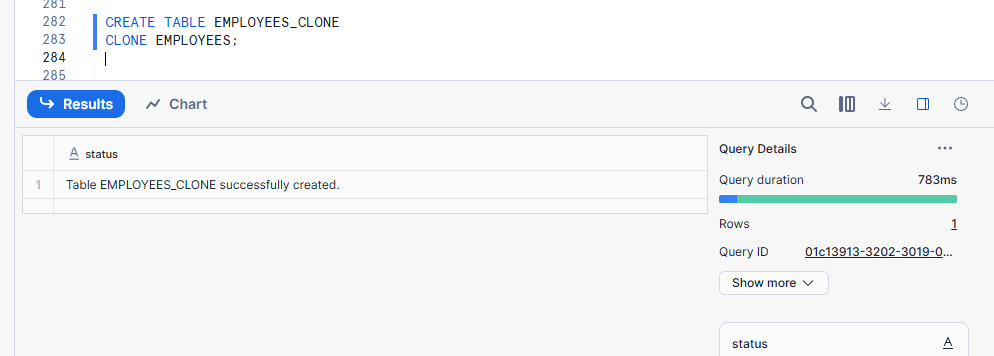 281
282 CREATE TABLE EMPLOYEES_CLONE
283 CLONE EMPLOYEES;
284
285
Results Chart
A status
1 Table EMPLOYEES_CLONE successfully created.
Query Details ...
Query duration 783ms
Rows 1
Query ID 01c13913-3202-3019-0...
Show more
status A